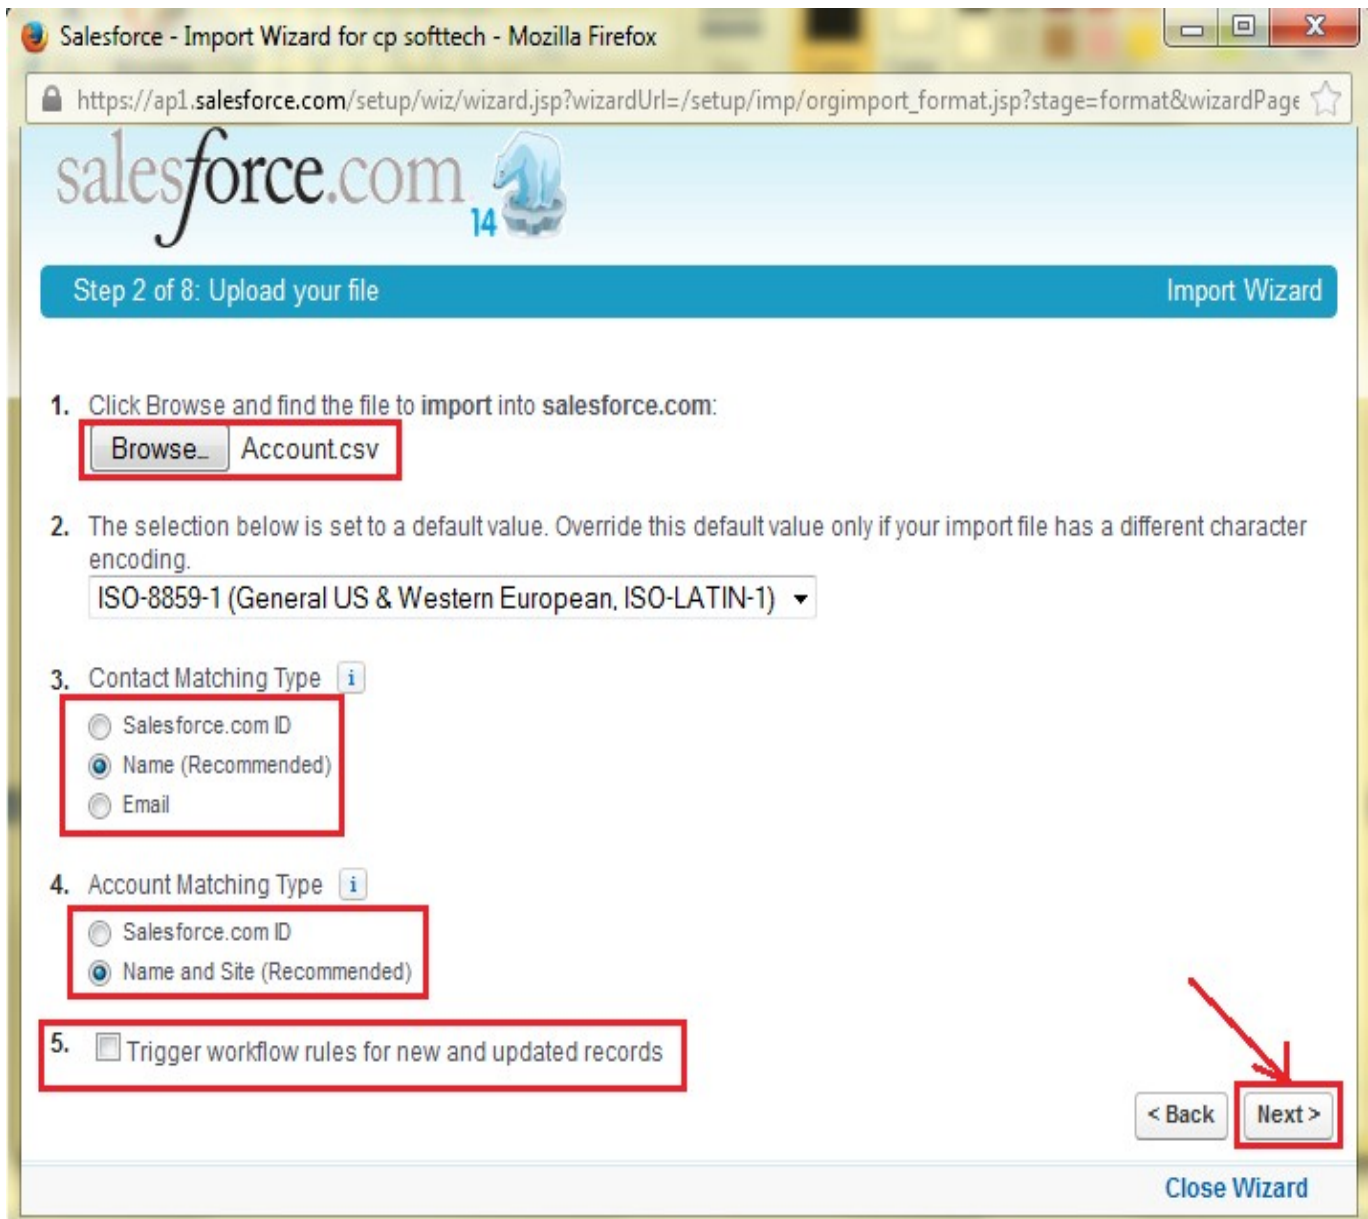 Salesforce - Import Wizard for cp softtech - Mozilla Firefox
https://ap1.salesforce.com/setup/wiz/wizard.jsp?wizardUrl=/setup/imp/orgimport_format.jsp?stage=format&wizardPage
salesforce.com
14
Step 2 of 8: Upload your file Import Wizard
1. Click Browse and find the file to import into salesforce.com:
Browse… Account.csv
2. The selection below is set to a default value. Override this default value only if your import file has a different character
encoding.
ISO-8859-1 (General US & Western European, ISO-LATIN-1)
3. Contact Matching Type i
Salesforce.com ID
Name (Recommended)
Email
4. Account Matching Type i
Salesforce.com ID
Name and Site (Recommended)
5. Trigger workflow rules for new and updated records
< Back Next >
Close Wizard